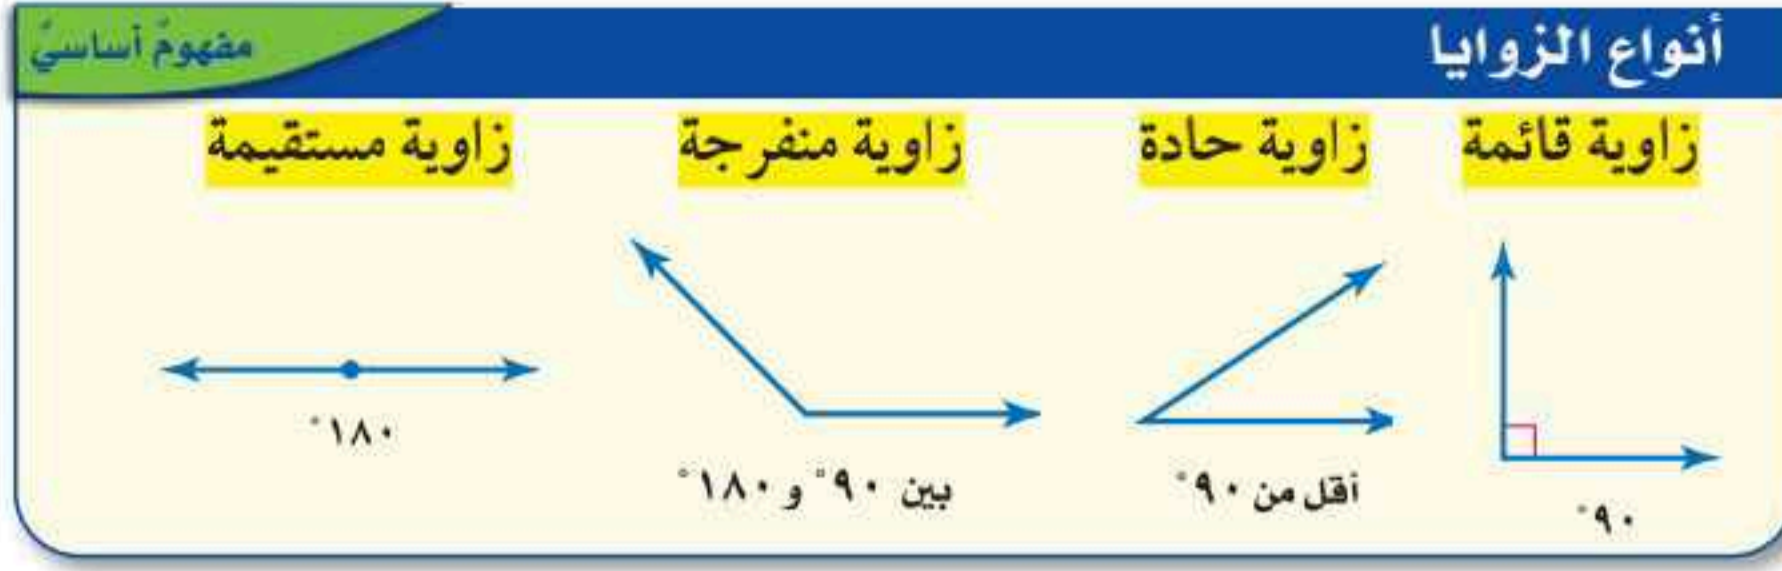 أنواع الزوايا
مفهومٌ أساسيٌّ
زاوية قائمة
زاوية حادة
زاوية منفرجة
زاوية مستقيمة
٩٠°
أقل من ٩٠°
بين ٩٠° و ١٨٠°
١٨٠°